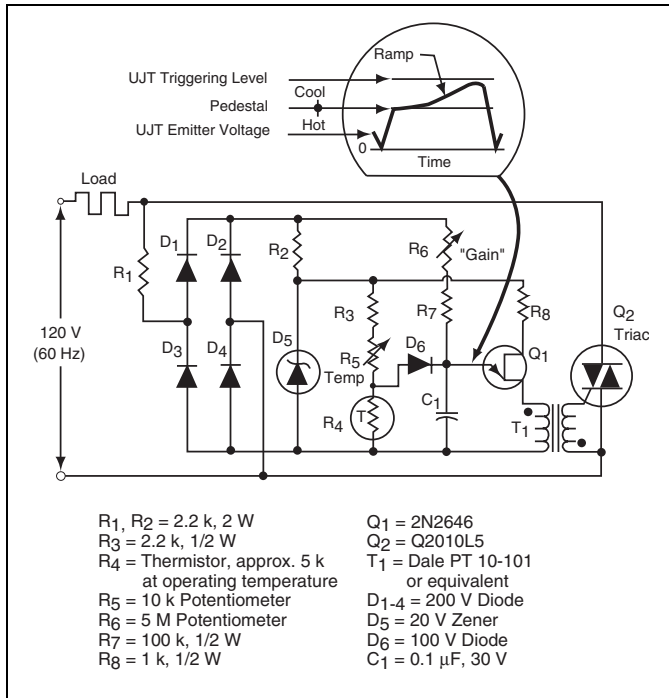 Ramp
UJT Triggering Level
Cool
Pedestal
Hot
UJT Emitter Voltage
0
Time
Load
D1
D2
R2
R6
"Gain"
R1
R3
R7
R8
Q2
Triac
120 V
(60 Hz)
D3
D4
D5
R5
Temp
D6
Q1
R4
T
C1
T1
R1, R2 = 2.2 k, 2 W
R3 = 2.2 k, 1/2 W
R4 = Thermistor, approx. 5 k
at operating temperature
R5 = 10 k Potentiometer
R6 = 5 M Potentiometer
R7 = 100 k, 1/2 W
R8 = 1 k, 1/2 W
Q1 = 2N2646
Q2 = Q2010L5
T1 = Dale PT 10-101
or equivalent
D1-4 = 200 V Diode
D5 = 20 V Zener
D6 = 100 V Diode
C1 = 0.1 μF, 30 V